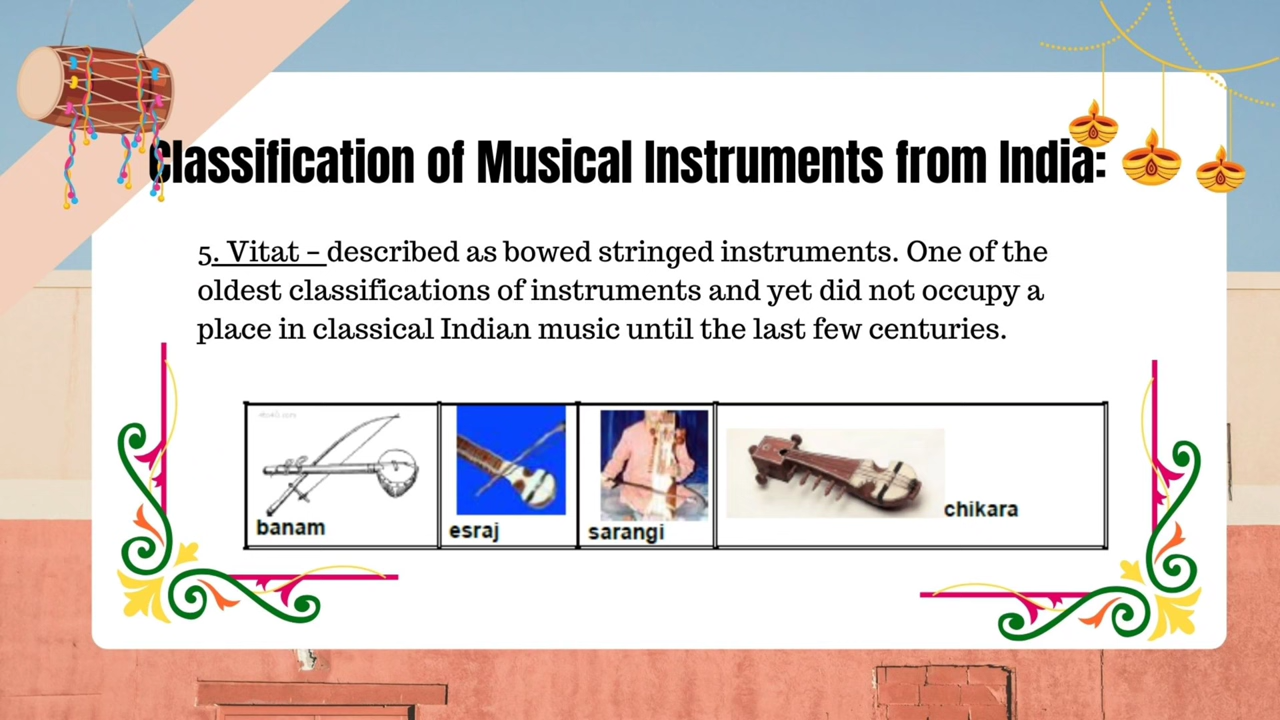 Classification of Musical Instruments from India:
5. Vitat – described as bowed stringed instruments. One of the
oldest classifications of instruments and yet did not occupy a
place in classical Indian music until the last few centuries.
banam
esraj
sarangi
chikara